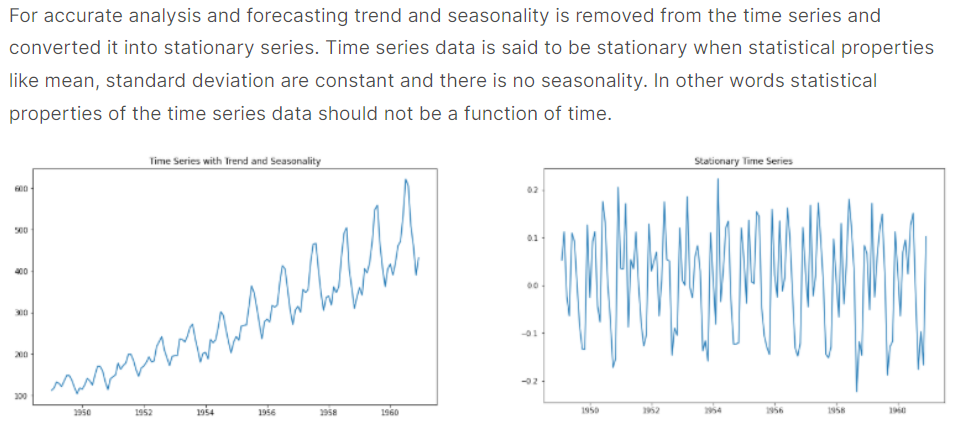 For accurate analysis and forecasting trend and seasonality is removed from the time series and
converted it into stationary series. Time series data is said to be stationary when statistical properties
like mean, standard deviation are constant and there is no seasonality. In other words statistical
properties of the time series data should not be a function of time.
Time Series with Trend and Seasonality
600
500
400
300
200
100
1950 1952 1954 1956 1958 1960
Stationary Time Series
0.2
0.1
0.0
−0.1
−0.2
1950 1952 1954 1956 1958 1960